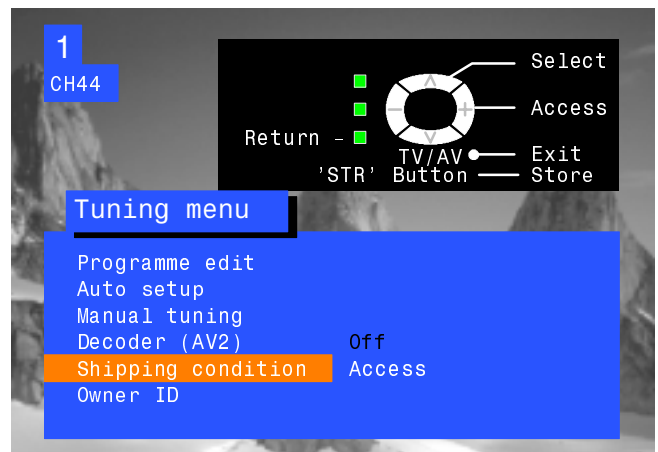 1
CH44
Select
Access
Return –
TV/AV Exit
'STR' Button Store
Tuning menu
Programme edit
Auto setup
Manual tuning
Decoder (AV2) Off
Shipping condition Access
Owner ID